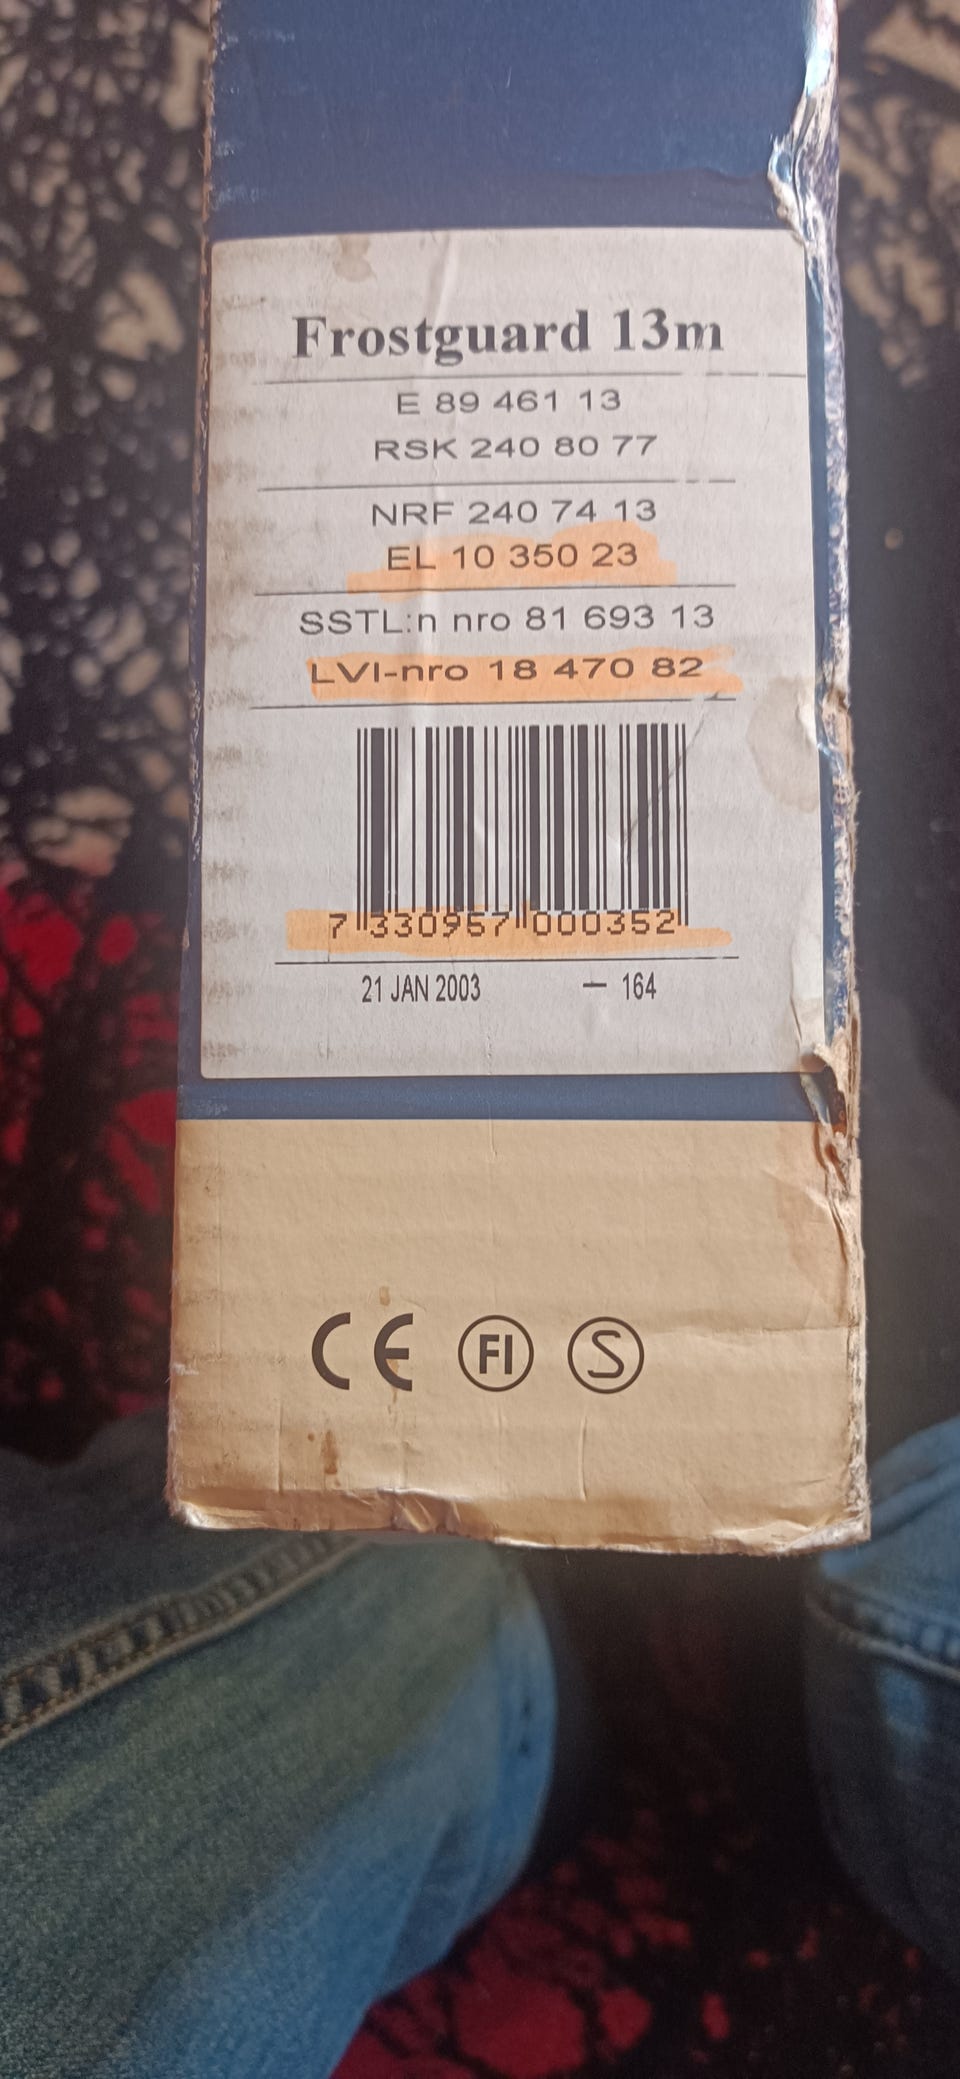 Frostguard 13m
E 89 461 13
RSK 240 80 77
NRF 240 74 13
EL 10 350 23
SSTL:n nro 81 693 13
LVI-nro 18 470 82
7 330957 000352
21 JAN 2003 — 164
CE FI S